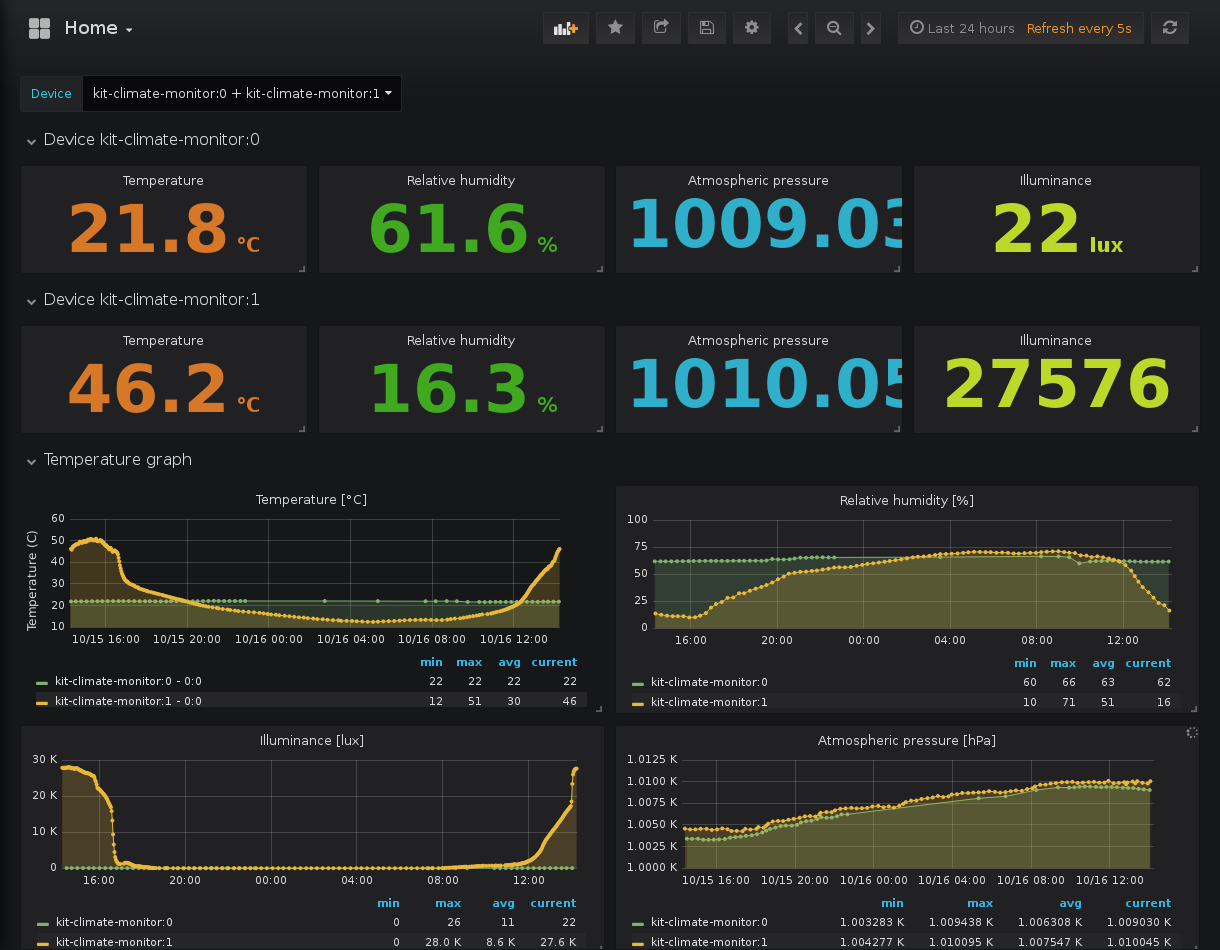 Home
Last 24 hours Refresh every 5s
Device kit-climate-monitor:0 + kit-climate-monitor:1
Device kit-climate-monitor:0
Temperature Relative humidity Atmospheric pressure Illuminance
21.8 °C 61.6 % 1009.03 22 lux
Device kit-climate-monitor:1
Temperature Relative humidity Atmospheric pressure Illuminance
46.2 °C 16.3 % 1010.05 27576
Temperature graph
Temperature [°C]
Temperature (C)
60
50
40
30
20
10
10/15 16:00 10/15 20:00 10/16 00:00 10/16 04:00 10/16 08:00 10/16 12:00
min max avg current
kit-climate-monitor:0 - 0:0 22 22 22 22
kit-climate-monitor:1 - 0:0 12 51 30 46
Relative humidity [%]
100
75
50
25
0
16:00 20:00 00:00 04:00 08:00 12:00
min max avg current
kit-climate-monitor:0 60 66 63 62
kit-climate-monitor:1 10 71 51 16
Illuminance [lux]
30 K
20 K
10 K
0
16:00 20:00 00:00 04:00 08:00 12:00
min max avg current
kit-climate-monitor:0 0 26 11 22
kit-climate-monitor:1 0 28.0 K 8.6 K 27.6 K
Atmospheric pressure [hPa]
1.0125 K
1.0100 K
1.0075 K
1.0050 K
1.0025 K
1.0000 K
10/15 16:00 10/15 20:00 10/16 00:00 10/16 04:00 10/16 08:00 10/16 12:00
min max avg current
kit-climate-monitor:0 1.003283 K 1.009438 K 1.006308 K 1.009030 K
kit-climate-monitor:1 1.004277 K 1.010095 K 1.007547 K 1.010045 K